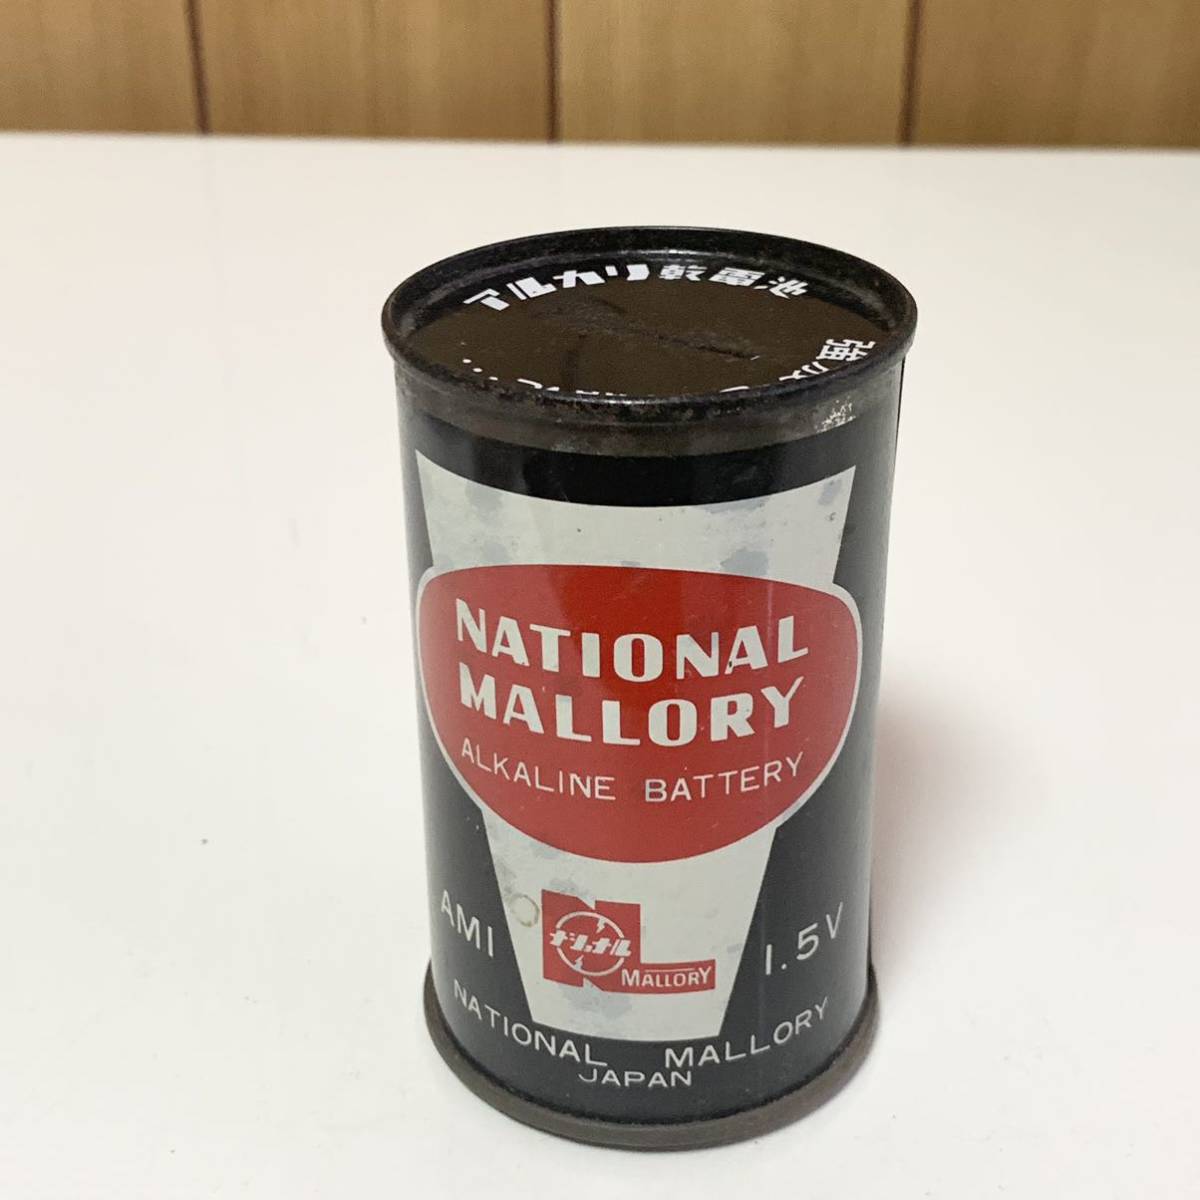 アルカリ乾電池
強
NATIONAL
MALLORY
ALKALINE BATTERY
AM1 1.5V
ナショナル
MALLORY
NATIONAL MALLORY
JAPAN